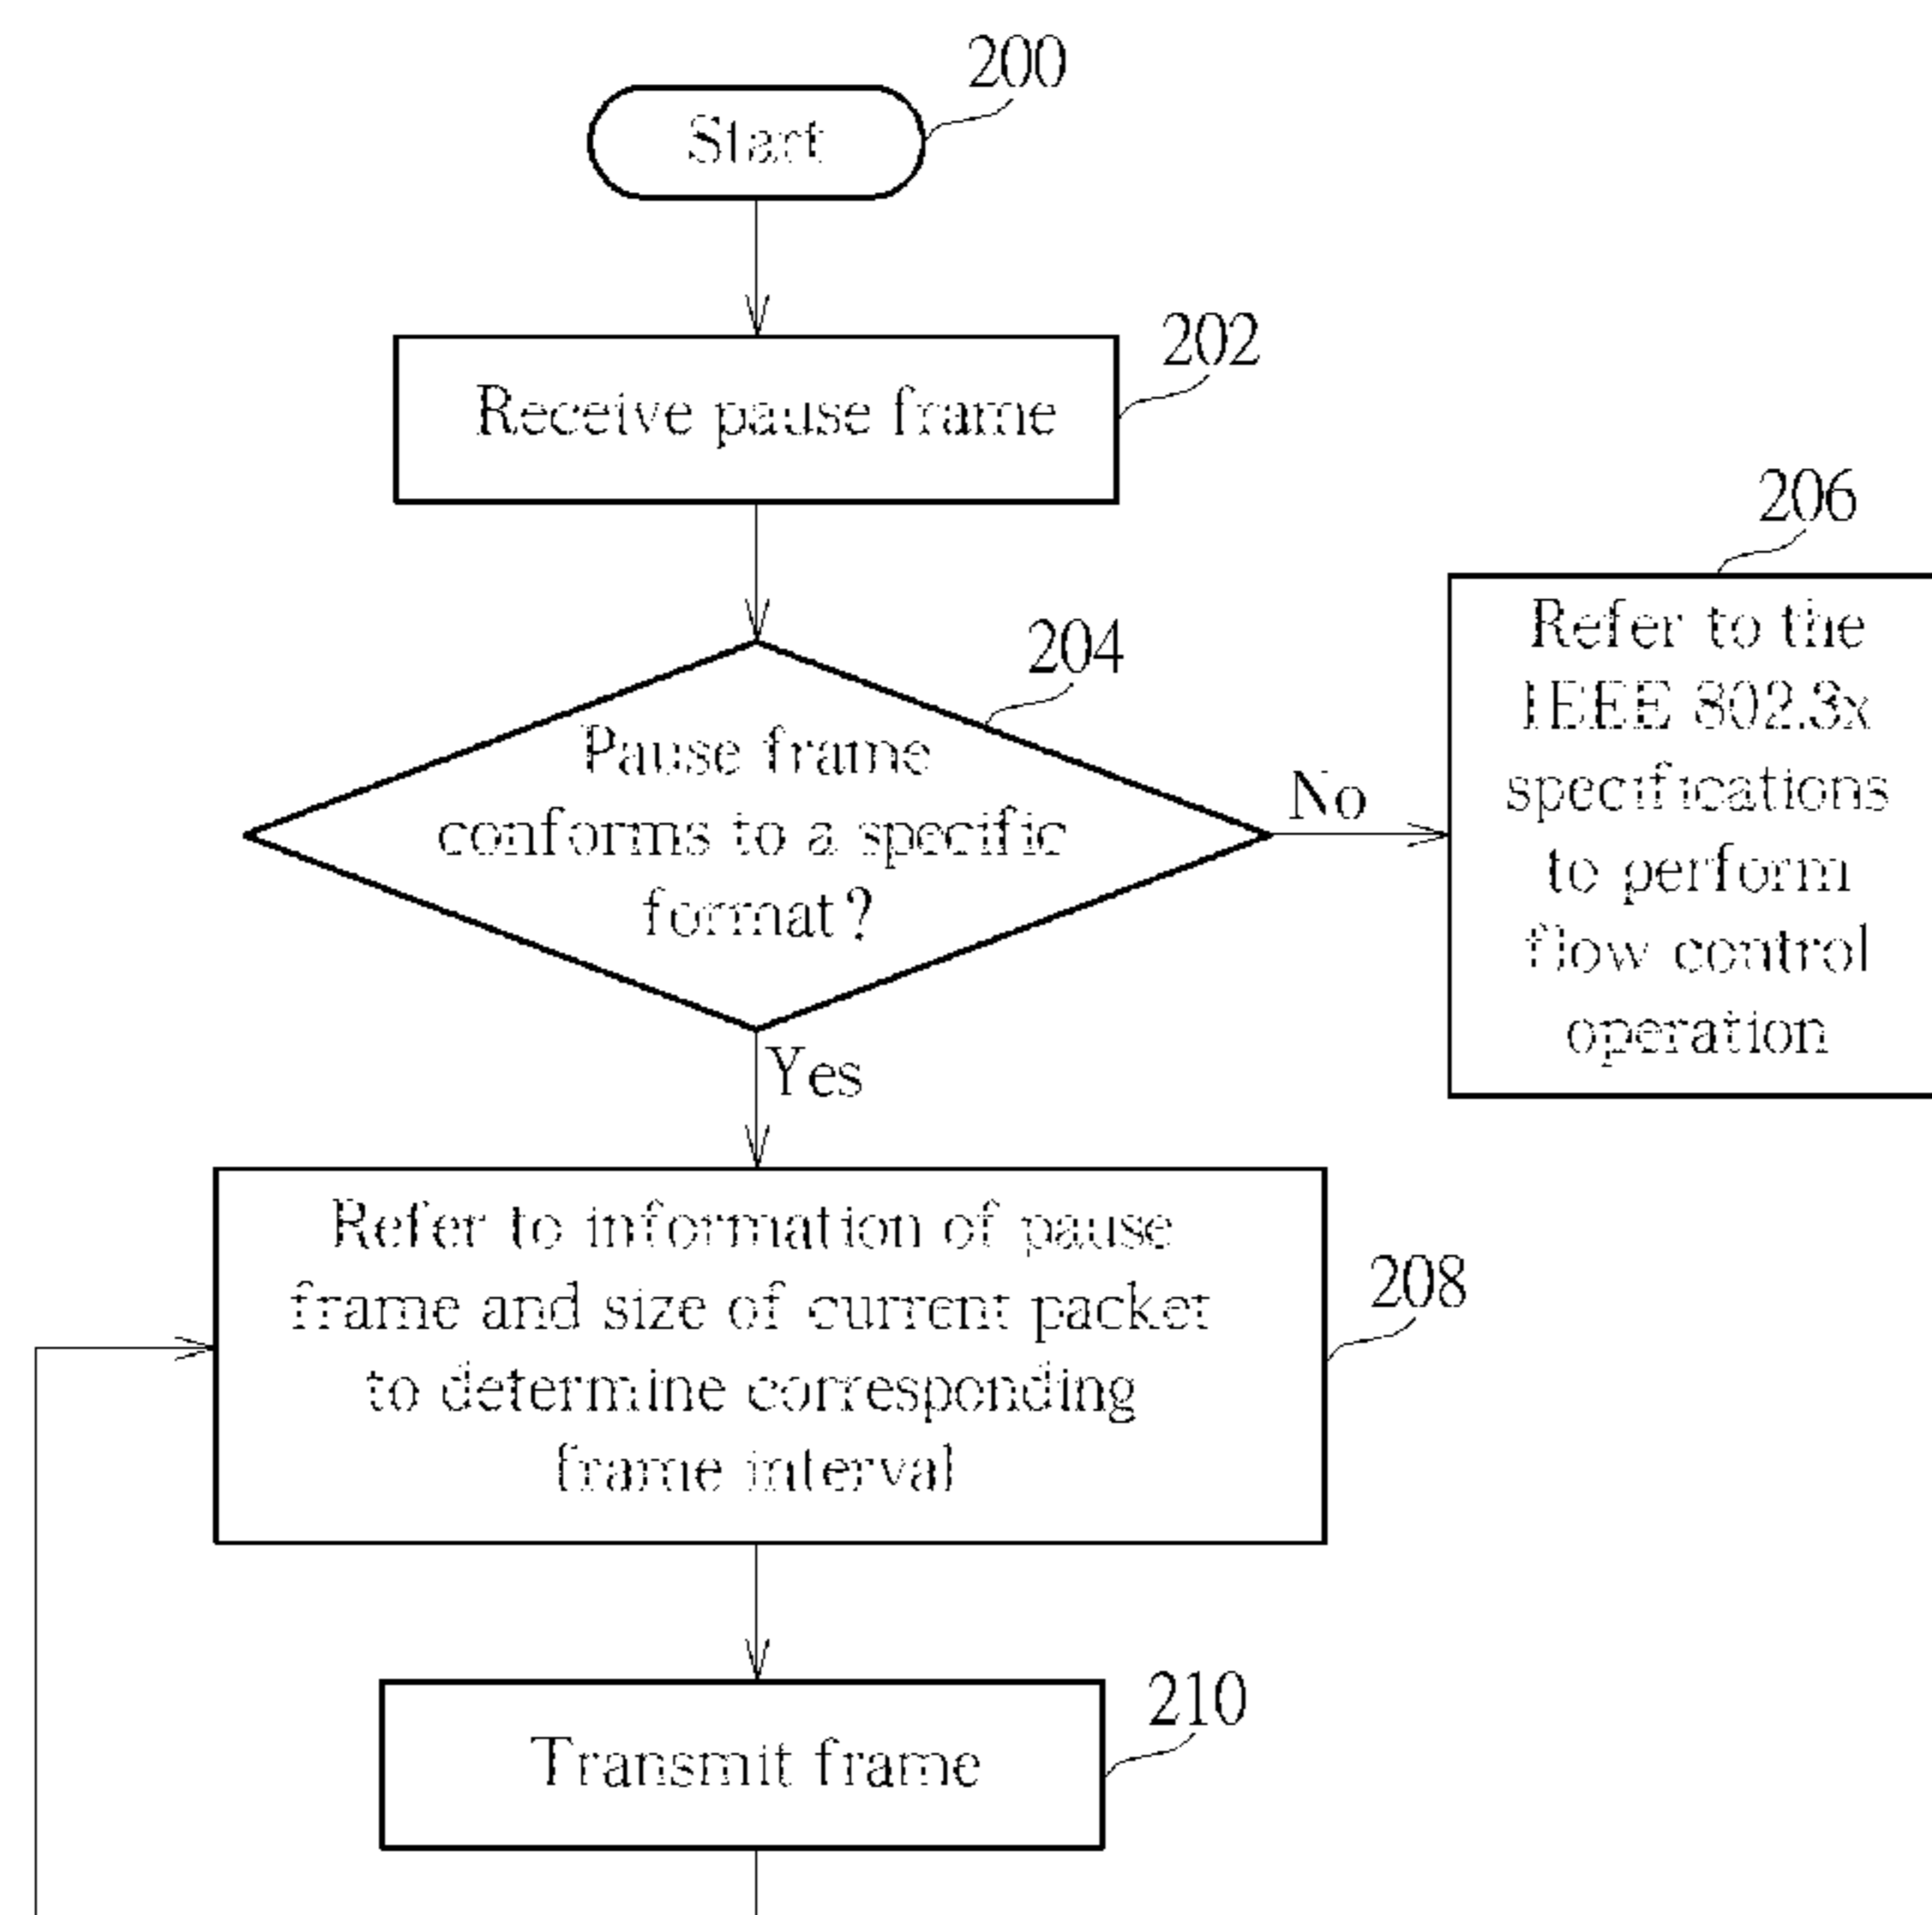 200
Start
202
Receive pause frame
204
Pause frame
conforms to a specific
format?
No
206
Refer to the
IEEE 802.3x
specifications
to perform
flow control
operation
Yes
208
Refer to information of pause
frame and size of current packet
to determine corresponding
frame interval
210
Transmit frame